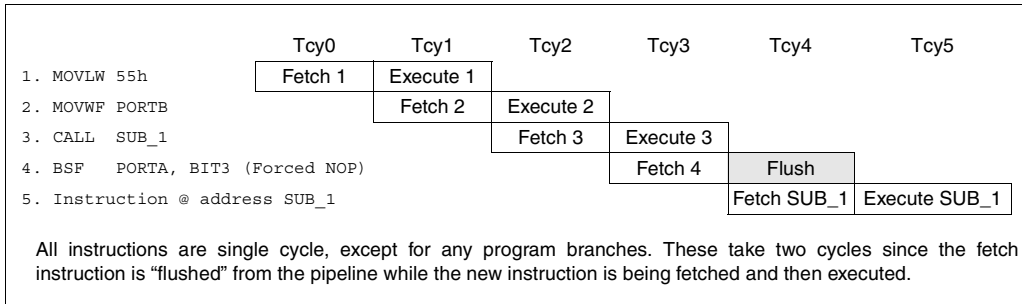 Tcy0 Tcy1 Tcy2 Tcy3 Tcy4 Tcy5
1. MOVLW 55h Fetch 1 Execute 1
2. MOVWF PORTB Fetch 2 Execute 2
3. CALL SUB_1 Fetch 3 Execute 3
4. BSF PORTA, BIT3 (Forced NOP) Fetch 4 Flush
5. Instruction @ address SUB_1 Fetch SUB_1 Execute SUB_1
All instructions are single cycle, except for any program branches. These take two cycles since the fetch
instruction is “flushed” from the pipeline while the new instruction is being fetched and then executed.